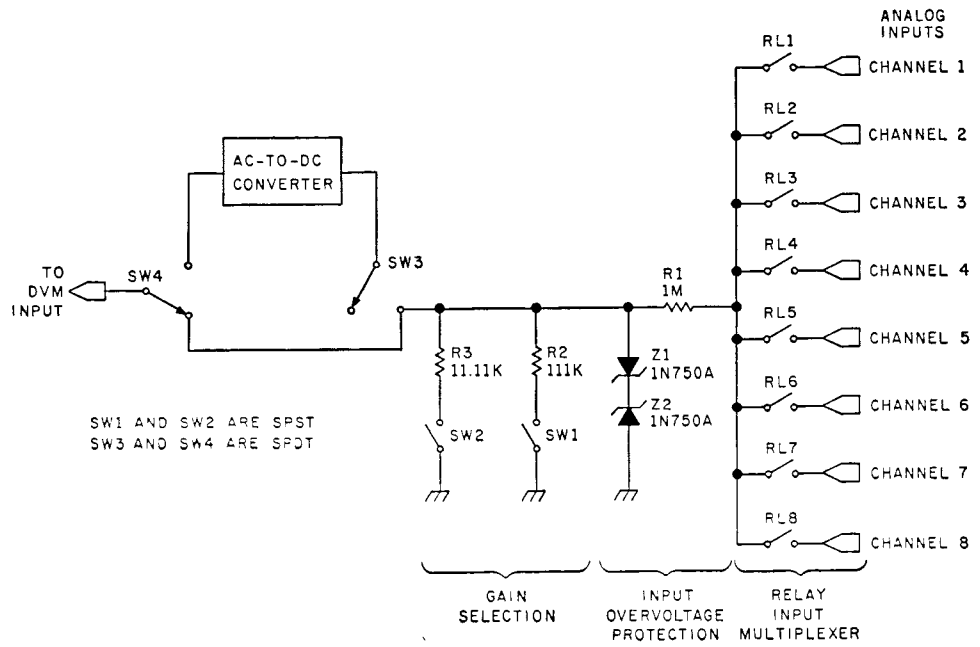 ANALOG
INPUTS
RL1
CHANNEL 1
RL2
CHANNEL 2
RL3
CHANNEL 3
RL4
CHANNEL 4
RL5
CHANNEL 5
RL6
CHANNEL 6
RL7
CHANNEL 7
RL8
CHANNEL 8
AC-TO-DC
CONVERTER
TO
DVM
INPUT
SW4
SW3
R1
1M
R3
11.11K
R2
111K
Z1
1N750A
Z2
1N750A
SW2
SW1
SW1 AND SW2 ARE SPST
SW3 AND SW4 ARE SPDT
GAIN
SELECTION
INPUT
OVERVOLTAGE
PROTECTION
RELAY
INPUT
MULTIPLEXER